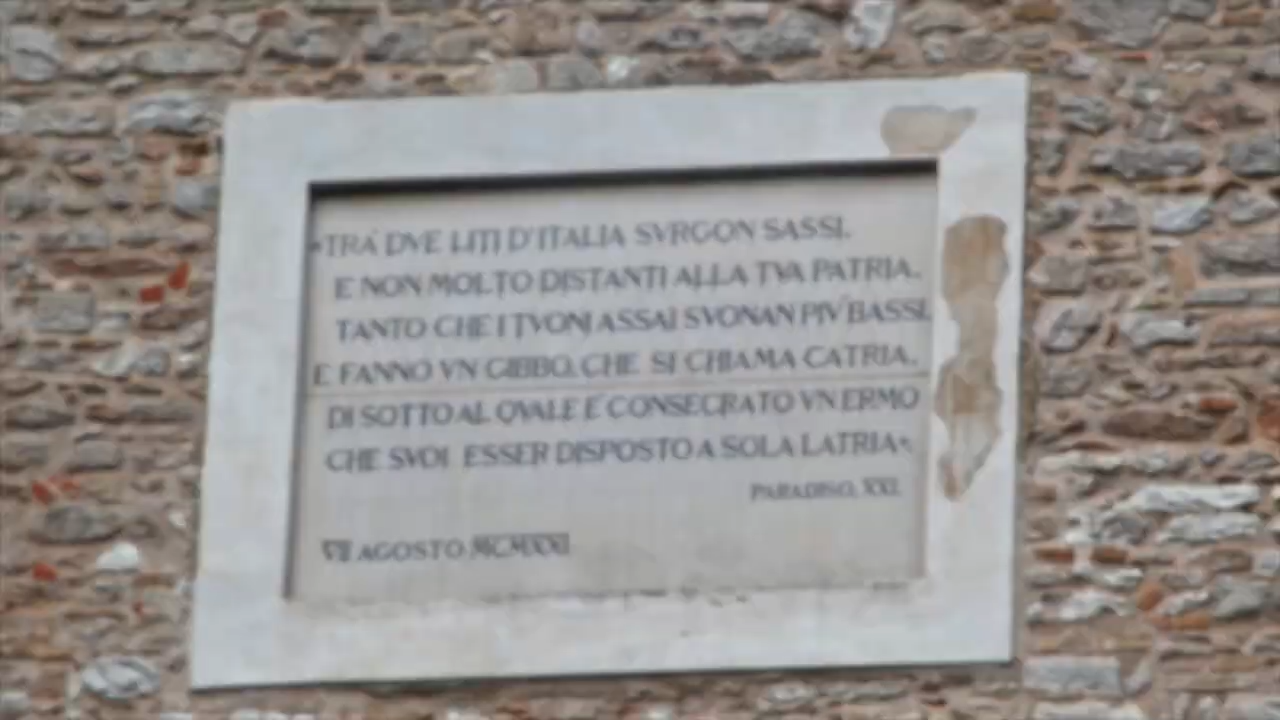 «TRA' DVE LITI D'ITALIA SVRGON SASSI,
E NON MOLTO DISTANTI ALLA TVA PATRIA,
TANTO CHE I TVONI ASSAI SVONAN PIV' BASSI,
E FANNO VN GIBBO, CHE SI CHIAMA CATRIA,
DI SOTTO AL QVALE E' CONSECRATO VN ERMO
CHE SVOL ESSER DISPOSTO A SOLA LATRIA»
PARADISO, XXI.
VII AGOSTO MCMXXI